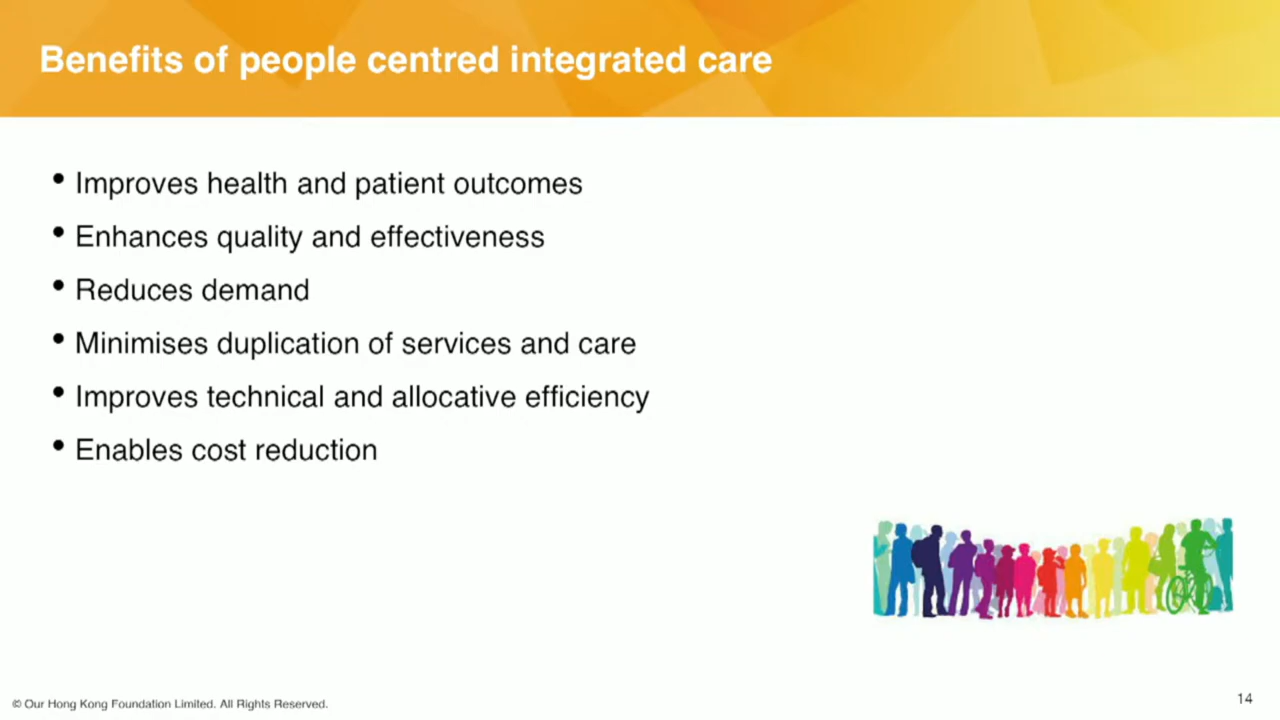 Benefits of people centred integrated care
• Improves health and patient outcomes
• Enhances quality and effectiveness
• Reduces demand
• Minimises duplication of services and care
• Improves technical and allocative efficiency
• Enables cost reduction
© Our Hong Kong Foundation Limited. All Rights Reserved.
14